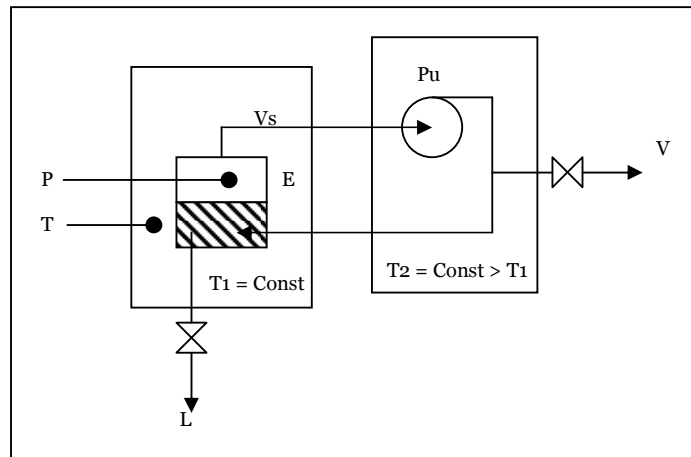 Pu
Vs
V
P
E
T
T1 = Const
T2 = Const > T1
L